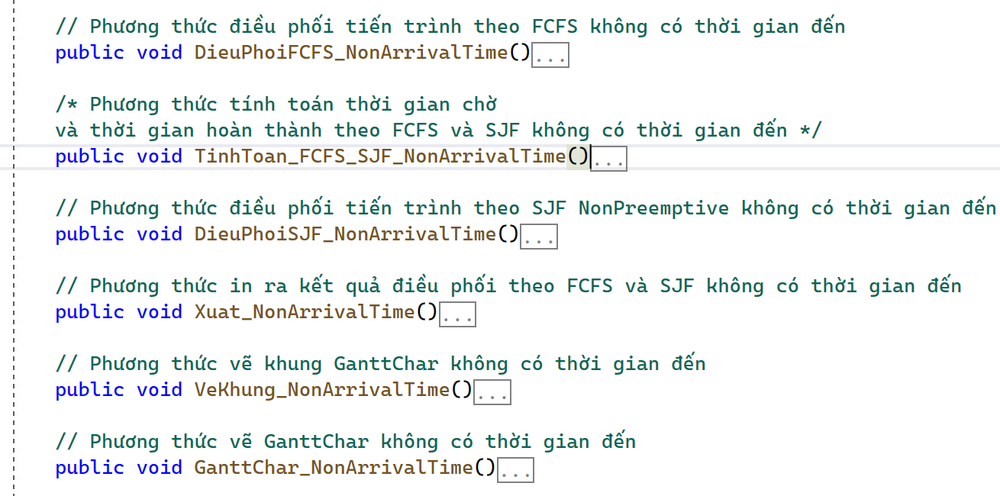 // Phương thức điều phối tiến trình theo FCFS không có thời gian đến
public void DieuPhoiFCFS_NonArrivalTime()...
/* Phương thức tính toán thời gian chờ
và thời gian hoàn thành theo FCFS và SJF không có thời gian đến */
public void TinhToan_FCFS_SJF_NonArrivalTime()...
// Phương thức điều phối tiến trình theo SJF NonPreemptive không có thời gian đến
public void DieuPhoiSJF_NonArrivalTime()...
// Phương thức in ra kết quả điều phối theo FCFS và SJF không có thời gian đến
public void Xuat_NonArrivalTime()...
// Phương thức vẽ khung GanttChar không có thời gian đến
public void VeKhung_NonArrivalTime()...
// Phương thức vẽ GanttChar không có thời gian đến
public void GanttChar_NonArrivalTime()...